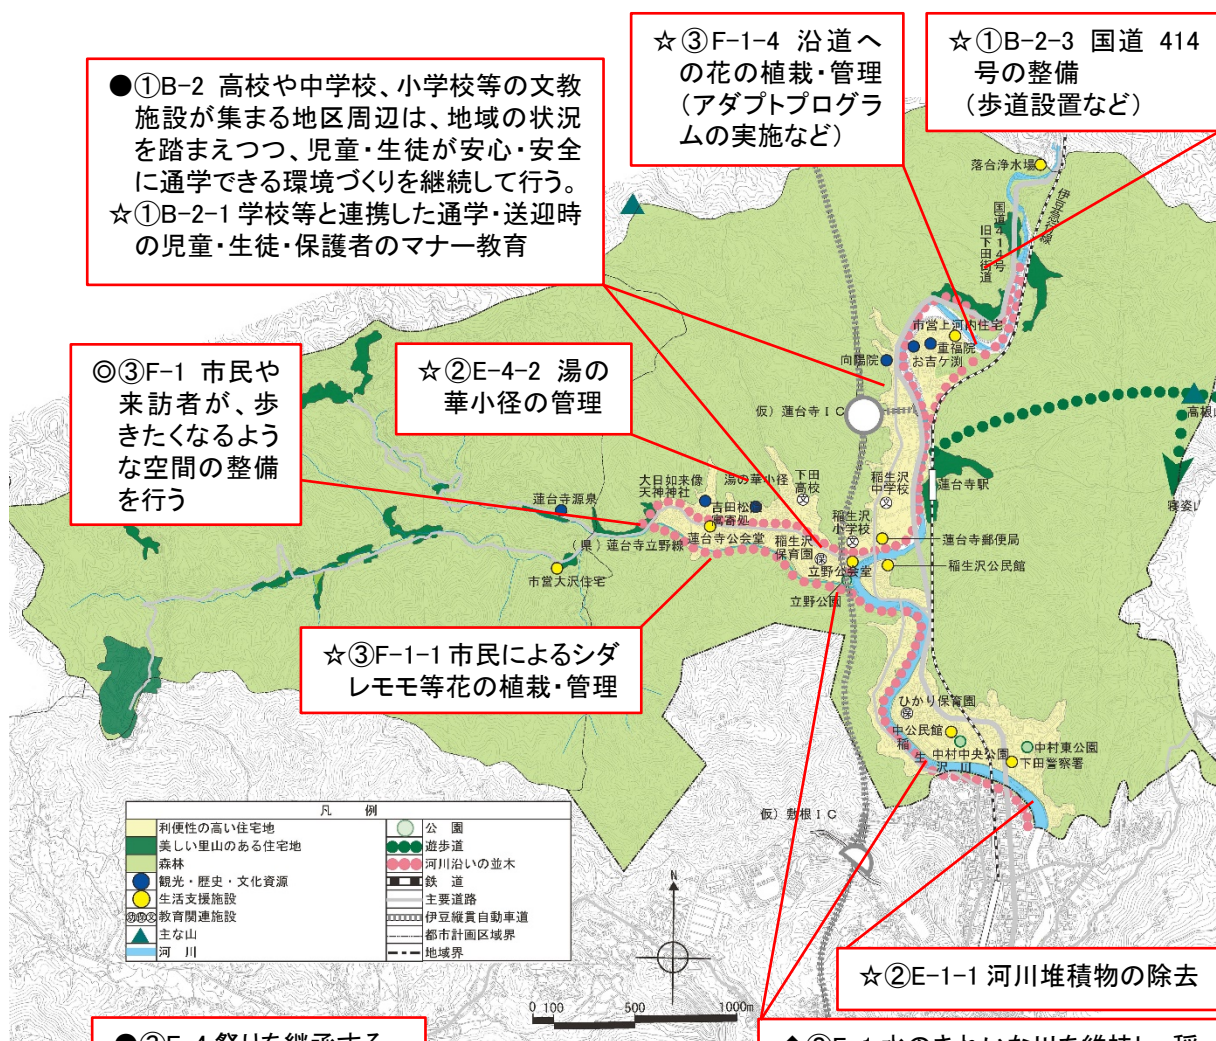 ●①B-2 高校や中学校、小学校等の文教
施設が集まる地区周辺は、地域の状況
を踏まえつつ、児童・生徒が安心・安全
に通学できる環境づくりを継続して行う。
☆①B-2-1 学校等と連携した通学・送迎時
の児童・生徒・保護者のマナー教育
☆③F-1-4 沿道へ
の花の植栽・管理
(アダプトプログラ
ムの実施など)
☆①B-2-3 国道 414
号の整備
(歩道設置など)
◎③F-1 市民や
来訪者が、歩
きたくなるよう
な空間の整備
を行う
☆②E-4-2 湯の
華小径の管理
☆③F-1-1 市民によるシダ
レモモ等花の植栽・管理
☆②E-1-1 河川堆積物の除去
落合浄水場
伊豆急行線
国道414号
旧下田街道
市営上河内住宅
重福院
お吉ケ渕
向陽院
仮)蓮台寺IC
高根山
寝姿山
蓮台寺駅
稲生沢
中学校
下田
高校
湯の華小径
大日如来像
天神神社
吉田松陰
寓寄処
蓮台寺源泉
蓮台寺公会堂
(県)蓮台寺立野線
市営大沢住宅
稲生沢
小学校
稲生沢
保育園
立野公会堂
立野公園
蓮台寺郵便局
稲生沢公民館
ひかり保育園
中公民館
中村中央公園
中村東公園
下田警察署
稲生沢川
仮)敷根IC
凡 例
利便性の高い住宅地
美しい里山のある住宅地
森林
観光・歴史・文化資源
生活支援施設
教育関連施設
主な山
河 川
公 園
遊歩道
河川沿いの並木
鉄 道
主要道路
伊豆縦貫自動車道
都市計画区域界
地域界
N
0 100 500 1000m